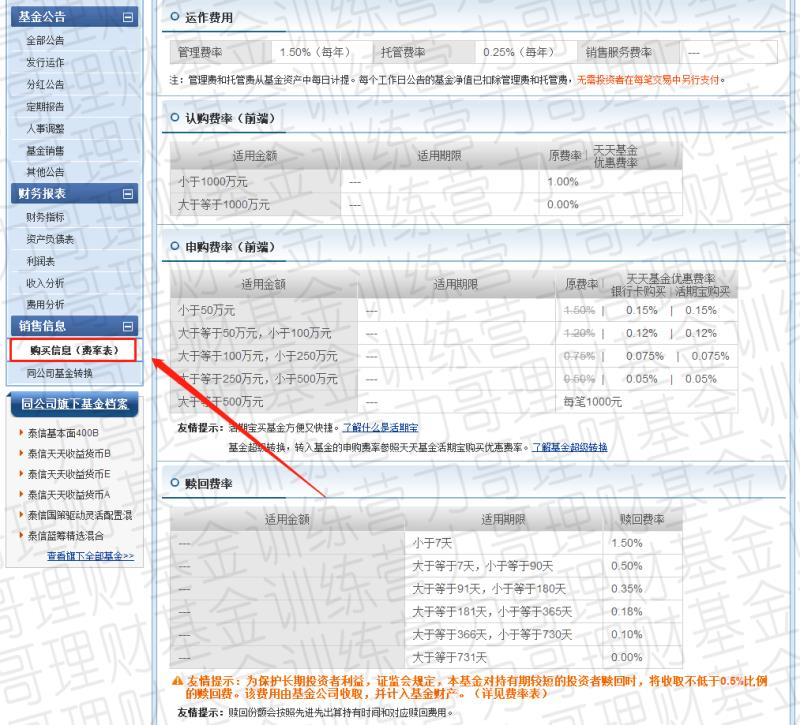 基金公告
全部公告
发行运作
分红公告
定期报告
人事调整
基金销售
其他公告
财务报表
财务指标
资产负债表
利润表
收入分析
费用分析
销售信息
购买信息（费率表）
同公司基金转换
同公司旗下基金档案
泰信基本面400B
泰信天天收益货币B
泰信天天收益货币E
泰信天天收益货币A
泰信国策驱动灵活配置混
泰信蓝筹精选混合
查看旗下全部基金>>
运作费用
管理费率 1.50%（每年） 托管费率 0.25%（每年） 销售服务费率 ---
注：管理费和托管费从基金资产中每日计提。每个工作日公告的基金净值已扣除管理费和托管费，无需投资者在每笔交易中另行支付。
认购费率（前端）
适用金额 适用期限 原费率 | 天天基金
优惠费率
小于1000万元 --- 1.00%
大于等于1000万元 --- 0.00%
申购费率（前端）
适用金额 适用期限 原费率 | 天天基金优惠费率
银行卡购买 | 活期宝购买
小于50万元 --- 1.50% | 0.15% | 0.15%
大于等于50万元，小于100万元 --- 1.20% | 0.12% | 0.12%
大于等于100万元，小于250万元 --- 0.75% | 0.075% | 0.075%
大于等于250万元，小于500万元 --- 0.50% | 0.05% | 0.05%
大于等于500万元 --- 每笔1000元
友情提示：活期宝买基金方便又快捷。了解什么是活期宝
基金超级转换，转入基金的申购费率参照天天基金活期宝购买优惠费率。了解基金超级转换
赎回费率
适用金额 适用期限 赎回费率
--- 小于7天 1.50%
--- 大于等于7天，小于等于90天 0.50%
--- 大于等于91天，小于等于180天 0.35%
--- 大于等于181天，小于等于365天 0.18%
--- 大于等于366天，小于等于730天 0.10%
--- 大于等于731天 0.00%
友情提示：为保护长期投资者利益，证监会规定，本基金对持有期较短的投资者赎回时，将收取不低于0.5%比例
的赎回费。该费用由基金公司收取，并计入基金财产。（详见费率表）
友情提示：赎回份额会按照先进先出算持有时间和对应赎回费用。
力哥理财基金训练营